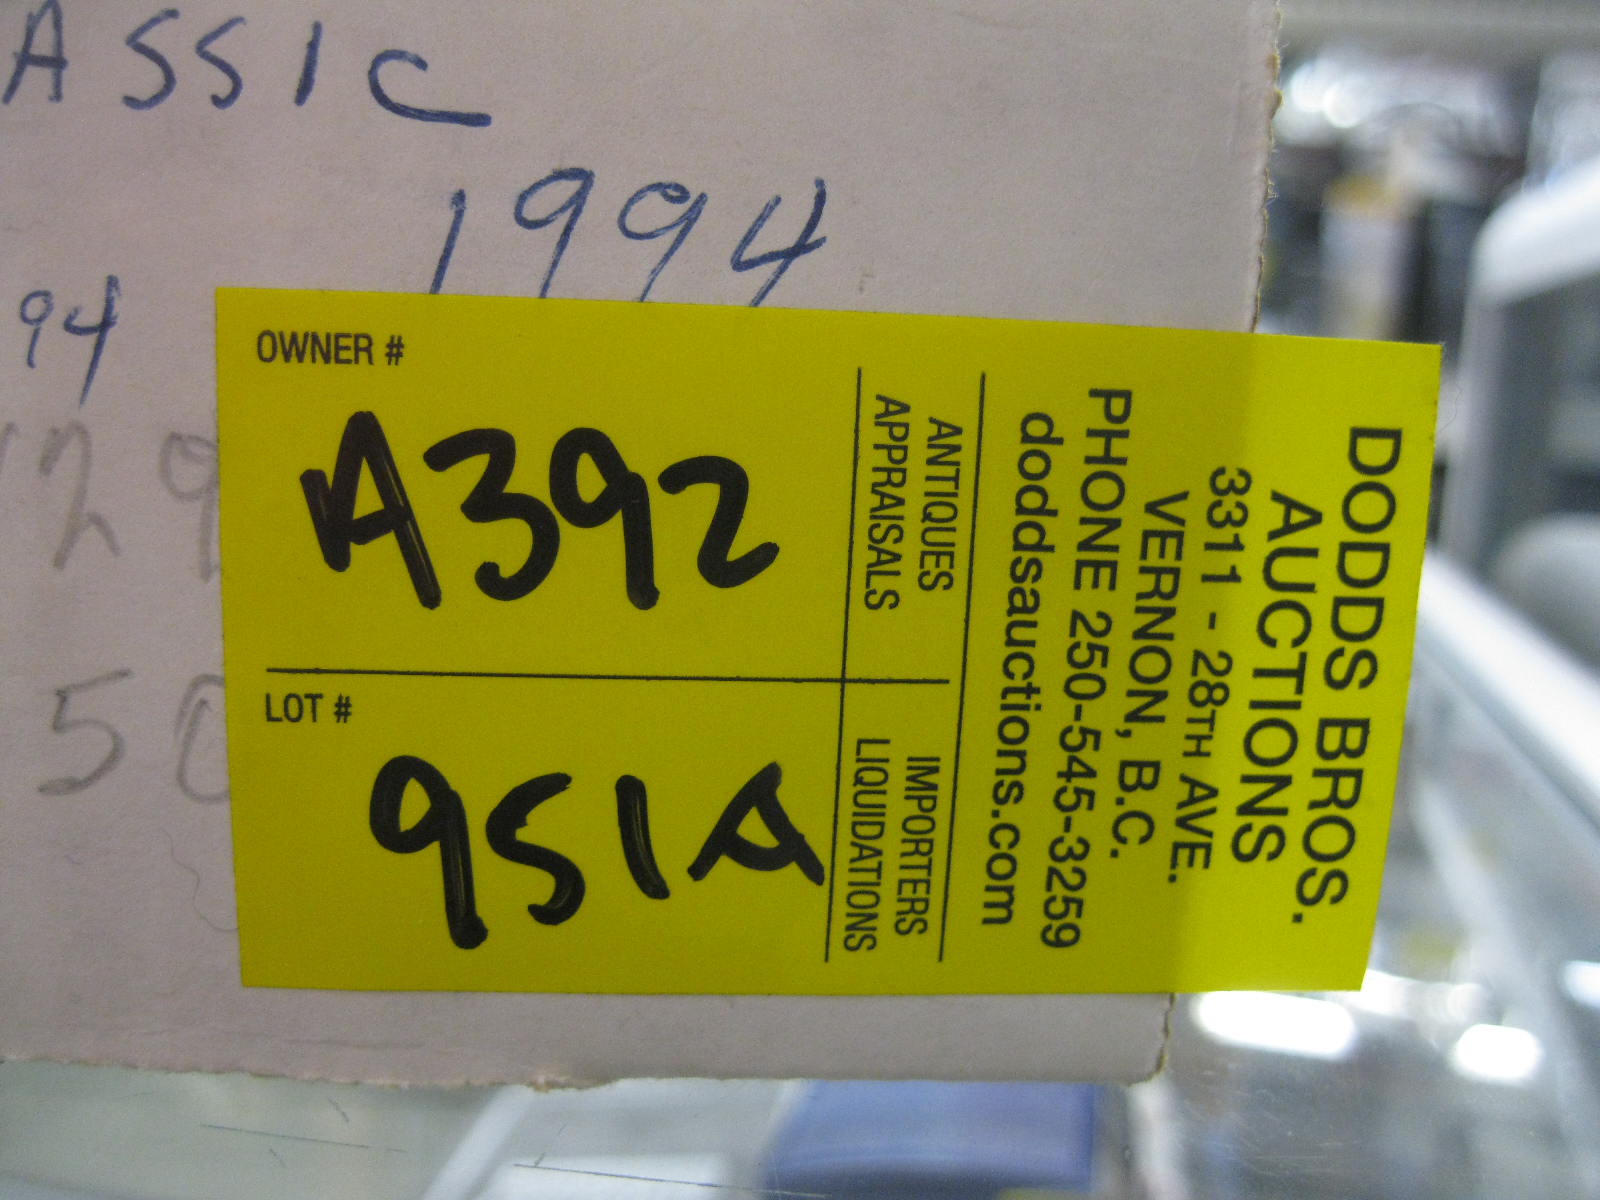 ASSIC
1994
94
29
50
OWNER #
A392
LOT #
951A
ANTIQUES
APPRAISALS
IMPORTERS
LIQUIDATIONS
DODDS BROS.
AUCTIONS
3311 - 28TH AVE.
VERNON, B.C.
PHONE 250-545-3259
doddsauctions.com